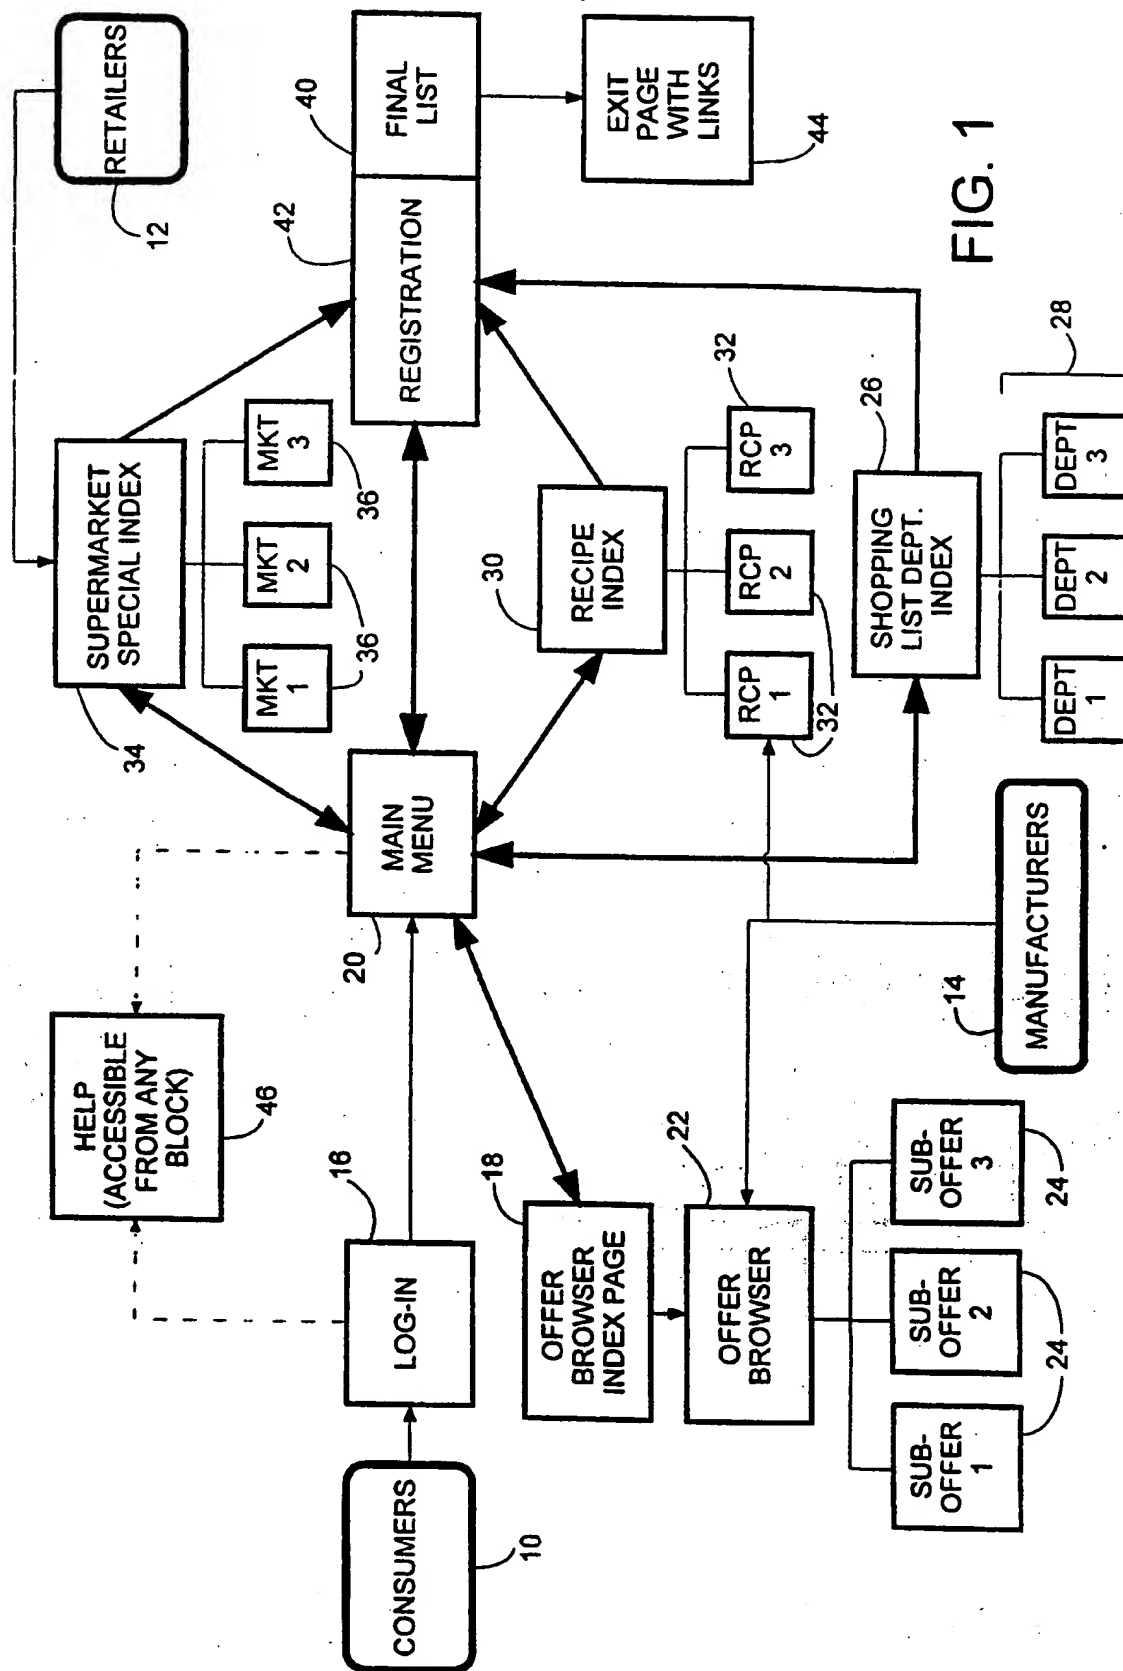 RETAILERS
12
HELP
(ACCESSIBLE
FROM ANY
BLOCK)
46
SUPERMARKET
SPECIAL INDEX
34
MKT
1
MKT
2
MKT
3
36
36
CONSUMERS
10
LOG-IN
16
MAIN
MENU
20
REGISTRATION
42
FINAL
LIST
40
EXIT
PAGE
WITH
LINKS
44
OFFER
BROWSER
INDEX PAGE
18
RECIPE
INDEX
30
OFFER
BROWSER
22
RCP
1
RCP
2
RCP
3
32
32
SUB-
OFFER
1
SUB-
OFFER
2
SUB-
OFFER
3
24
24
SHOPPING
LIST DEPT.
INDEX
26
MANUFACTURERS
14
DEPT
1
DEPT
2
DEPT
3
28
FIG. 1